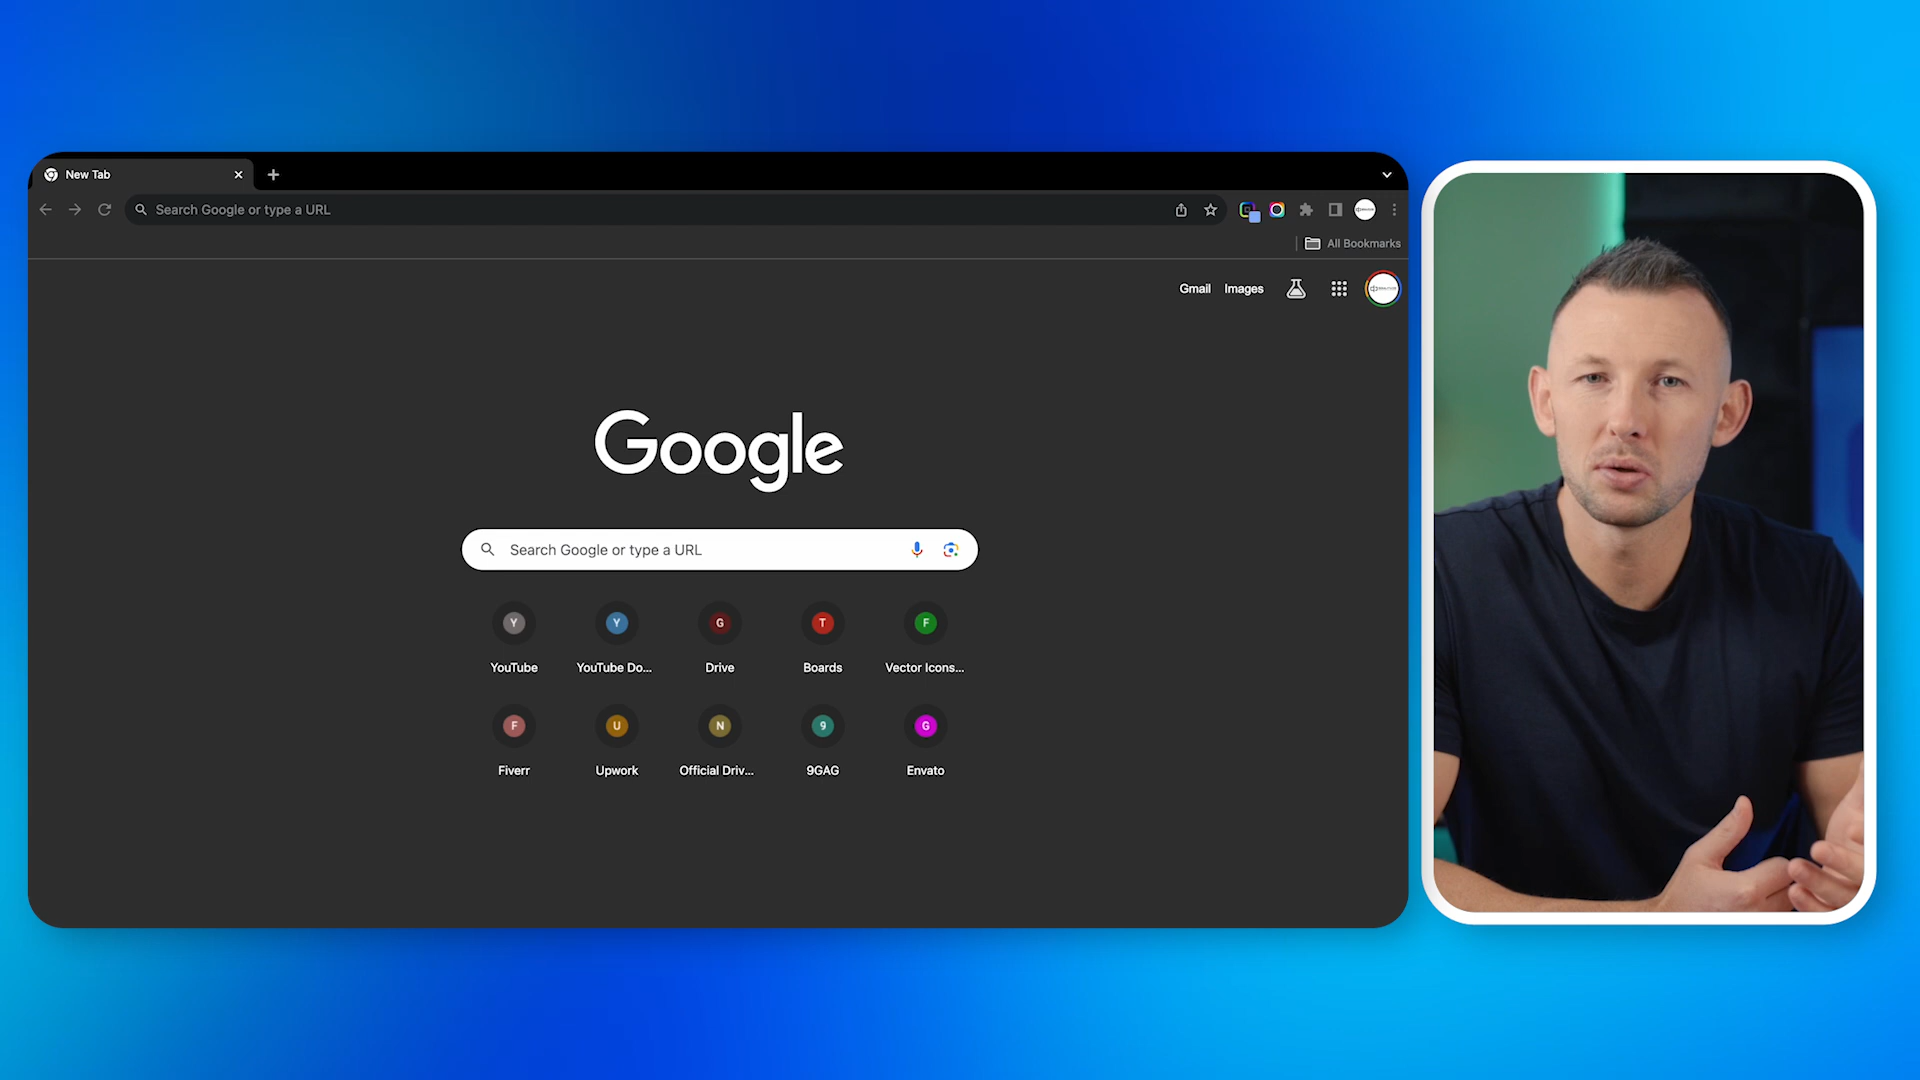 New Tab
Search Google or type a URL
All Bookmarks
Gmail Images
Google
Search Google or type a URL
Y Y G T F
YouTube YouTube Do... Drive Boards Vector Icons...
F U N 9 G
Fiverr Upwork Official Driv... 9GAG Envato